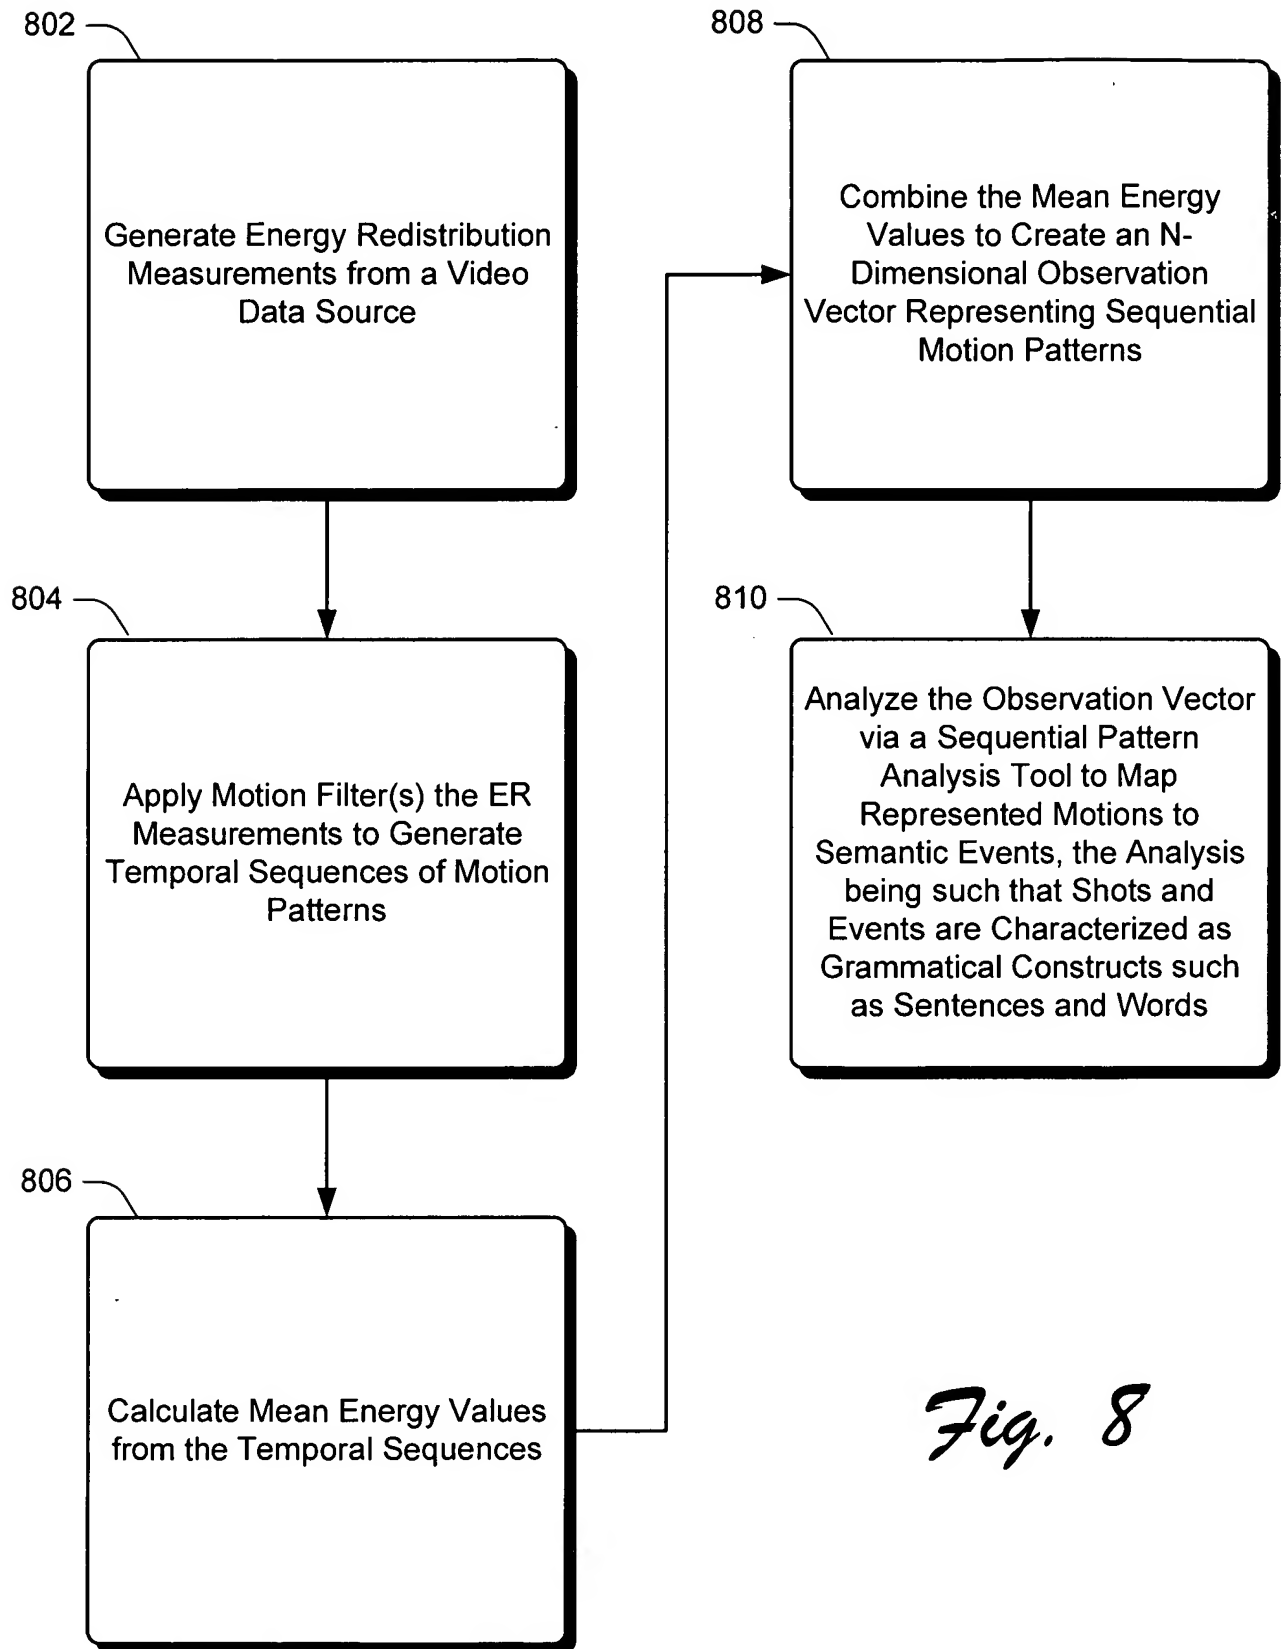 802
Generate Energy Redistribution
Measurements from a Video
Data Source
804
Apply Motion Filter(s) the ER
Measurements to Generate
Temporal Sequences of Motion
Patterns
806
Calculate Mean Energy Values
from the Temporal Sequences
808
Combine the Mean Energy
Values to Create an N-
Dimensional Observation
Vector Representing Sequential
Motion Patterns
810
Analyze the Observation Vector
via a Sequential Pattern
Analysis Tool to Map
Represented Motions to
Semantic Events, the Analysis
being such that Shots and
Events are Characterized as
Grammatical Constructs such
as Sentences and Words
Fig. 8